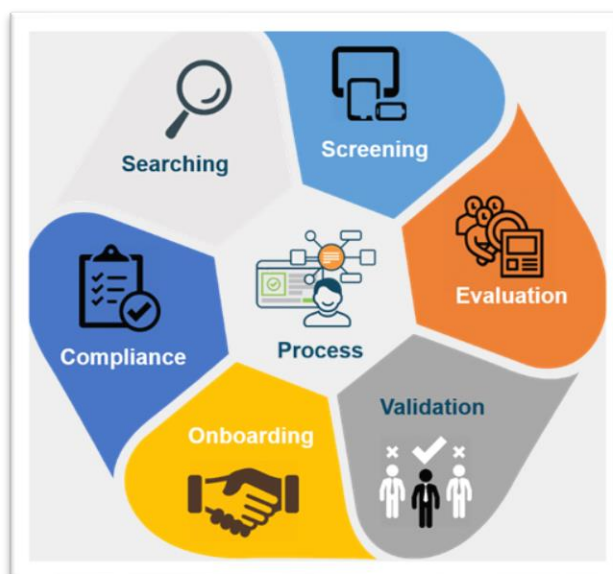 Searching
Screening
Evaluation
Validation
Onboarding
Compliance
Process